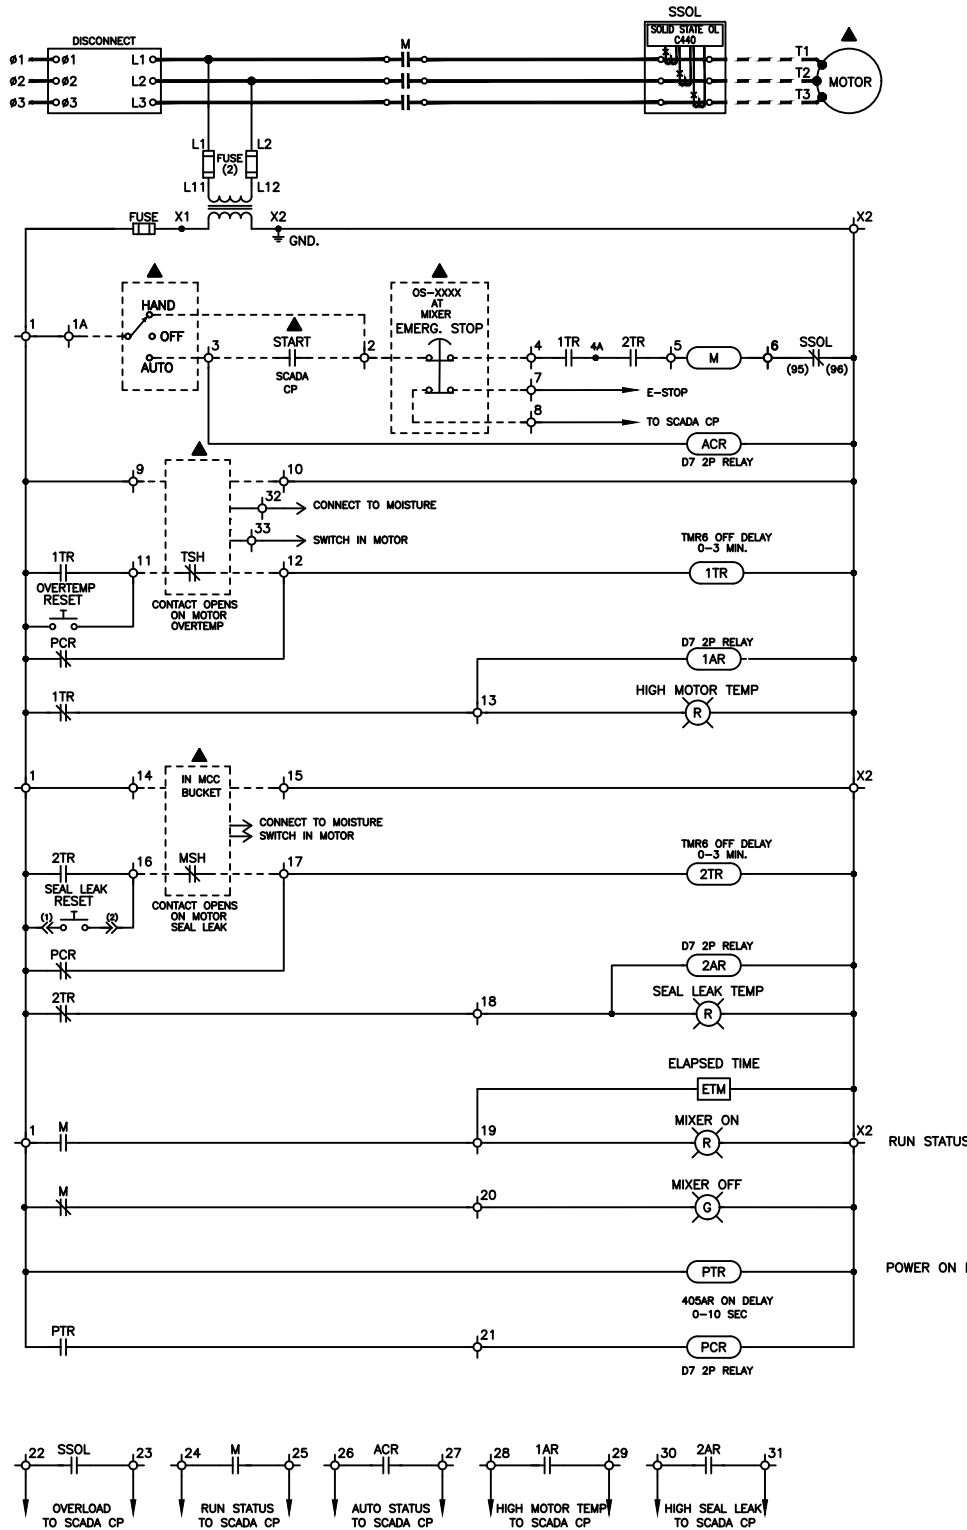 SSOL
SOLID STATE OL
C440
DISCONNECT
M
ø1 ø1 L1 T1
ø2 ø2 L2 T2 MOTOR
ø3 ø3 L3 T3
L1 L2
FUSE
(2)
L11 L12
FUSE X1 X2 X2
GND.
HAND
OFF
AUTO
1 1A
3
START
SCADA
CP
2
OS-XXXX
AT
MIXER
EMERG. STOP
4 1TR 4A 2TR 5 M 6 SSOL
(95) (96)
7
E-STOP
8
TO SCADA CP
ACR
D7 2P RELAY
9 10
32
CONNECT TO MOISTURE
33
SWITCH IN MOTOR
TMR6 OFF DELAY
0-3 MIN.
1TR 11 TSH 12 1TR
OVERTEMP
RESET
CONTACT OPENS
ON MOTOR
OVERTEMP
PCR
D7 2P RELAY
1AR
HIGH MOTOR TEMP
1TR 13 R
1 14 IN MCC
BUCKET
15 X2
CONNECT TO MOISTURE
SWITCH IN MOTOR
TMR6 OFF DELAY
0-3 MIN.
2TR 16 MSH 17 2TR
SEAL LEAK
RESET
(1) (2)
CONTACT OPENS
ON MOTOR
SEAL LEAK
PCR
D7 2P RELAY
2AR
SEAL LEAK TEMP
2TR 18 R
ELAPSED TIME
ETM
MIXER ON
1 M 19 R X2 RUN STATUS
MIXER OFF
M 20 G
PTR POWER ON
405AR ON DELAY
0-10 SEC
PTR 21 PCR
D7 2P RELAY
22 SSOL 23 24 M 25 26 ACR 27 28 1AR 29 30 2AR 31
OVERLOAD
TO SCADA CP
RUN STATUS
TO SCADA CP
AUTO STATUS
TO SCADA CP
HIGH MOTOR TEMP
TO SCADA CP
HIGH SEAL LEAK
TO SCADA CP